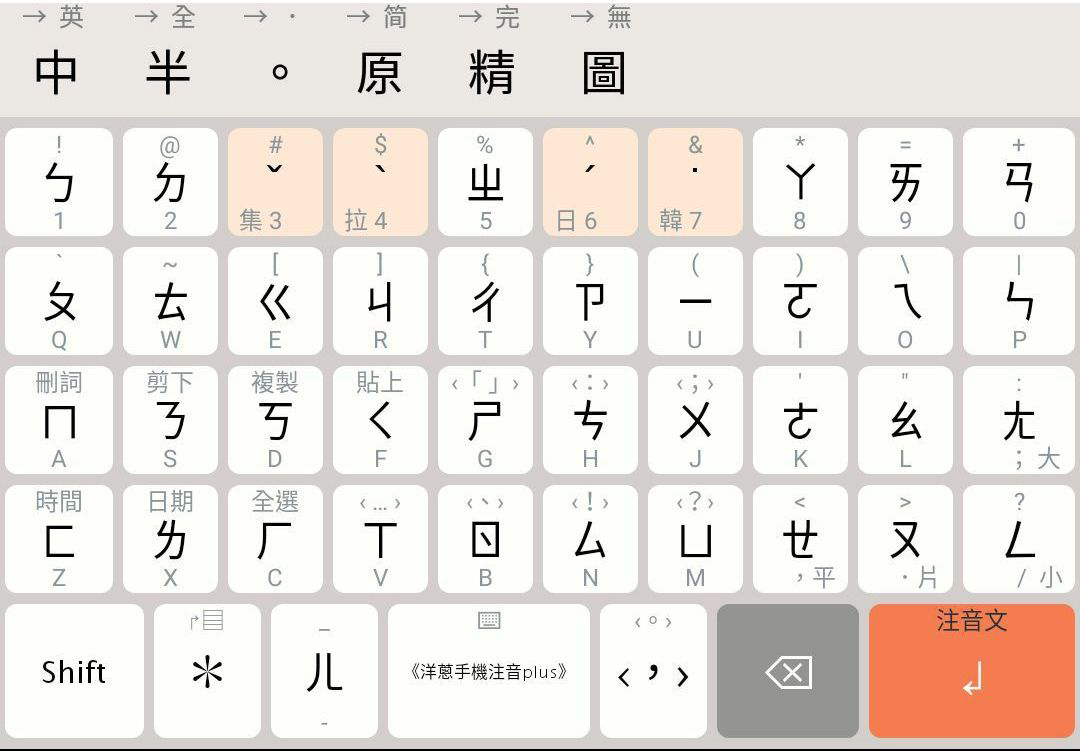 → 英 → 全 → · → 简 → 完 → 無
中 半 。 原 精 圖
! @ # $ % ^ & * = +
ㄅ ㄉ ˇ ˋ ㄓ ˊ ˙ ㄚ ㄞ ㄢ
1 2 集 3 拉 4 5 日 6 韓 7 8 9 0
` ~ [ ] { } ( ) \ |
ㄆ ㄊ ㄍ ㄐ ㄔ ㄗ ㄧ ㄛ ㄟ ㄣ
Q W E R T Y U I O P
刪詞 剪下 複製 貼上 ‹「」› ‹：› ‹；› ' " :
ㄇ ㄋ ㄎ ㄑ ㄕ ㄘ ㄨ ㄜ ㄠ ㄤ
A S D F G H J K L ; 大
時間 日期 全選 ‹…› ‹、› ‹！› ‹？› < > ?
ㄈ ㄌ ㄏ ㄒ ㄖ ㄙ ㄩ ㄝ ㄡ ㄥ
Z X C V B N M ，平 ·片 / 小
_ ‹。› 注音文
Shift ＊ ㄦ 《洋蔥手機注音plus》 ‹，›
-